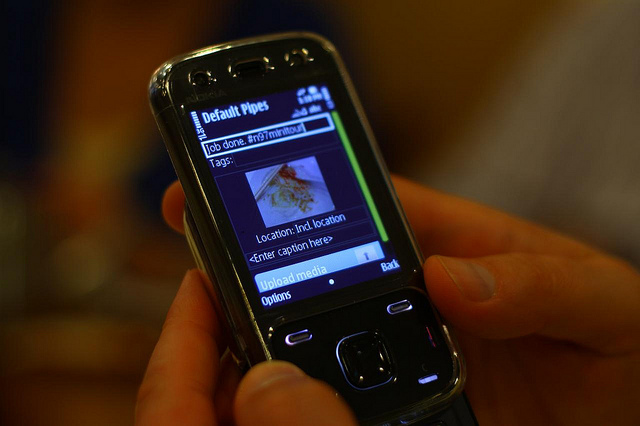 Default Pipes
Job done. #n97minitour
Tags:
Location: Incl. location
<Enter caption here>
Upload media
Options
Back